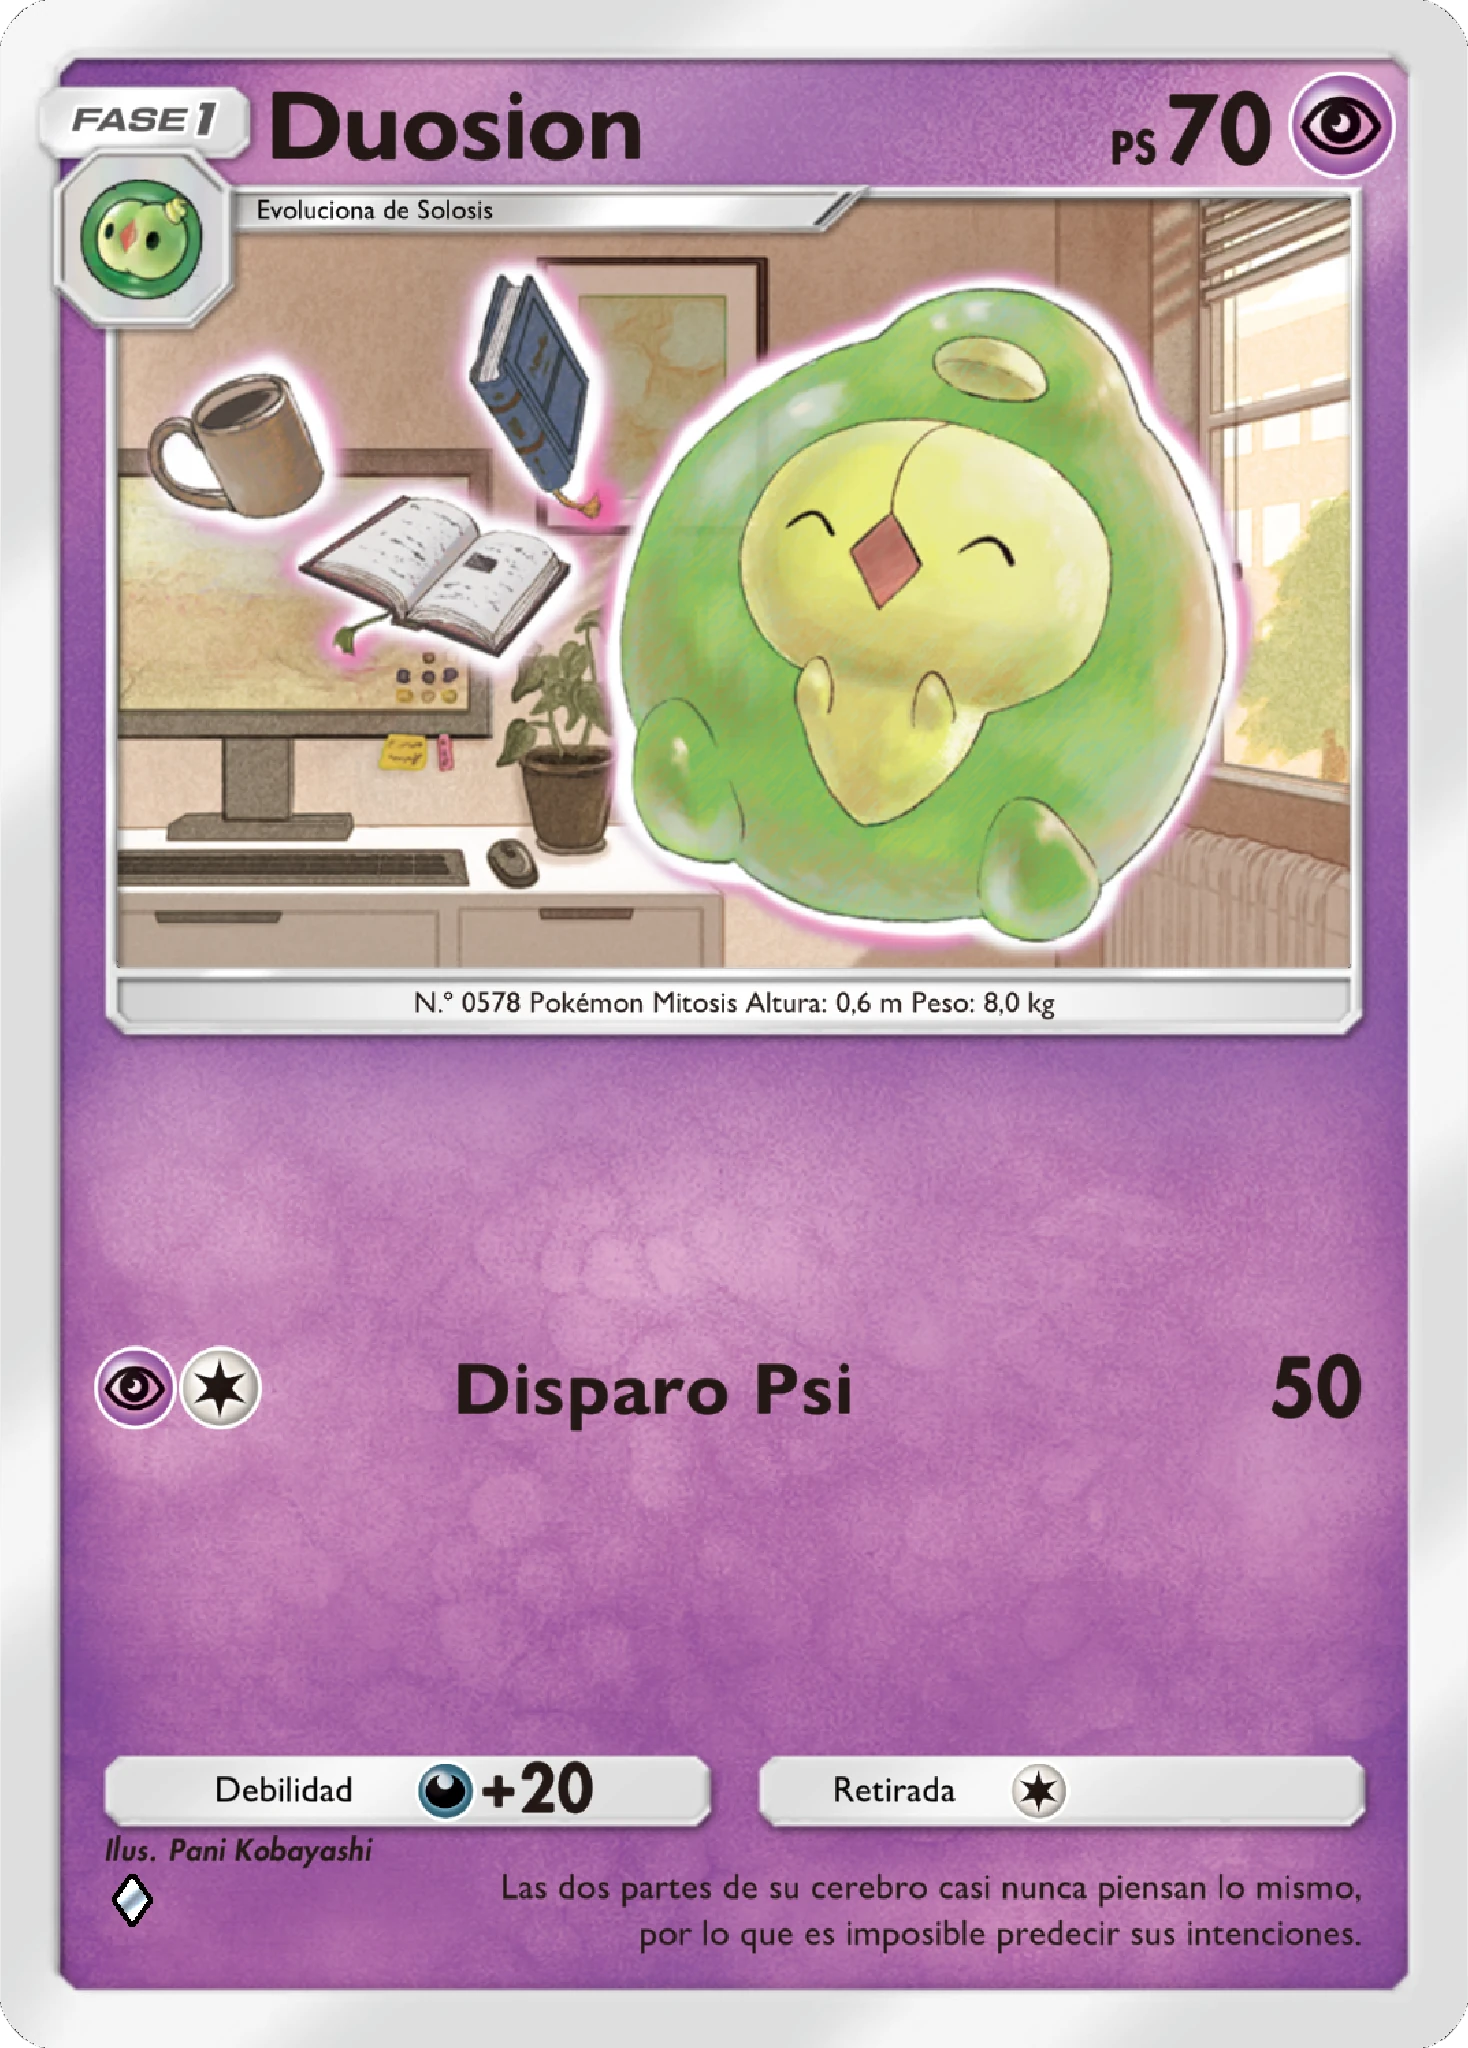 FASE 1
Duosion
PS 70
Evoluciona de Solosis
N.º 0578 Pokémon Mitosis Altura: 0,6 m Peso: 8,0 kg
Disparo Psi 50
Debilidad +20
Retirada
Ilus. Pani Kobayashi
Las dos partes de su cerebro casi nunca piensan lo mismo,
por lo que es imposible predecir sus intenciones.